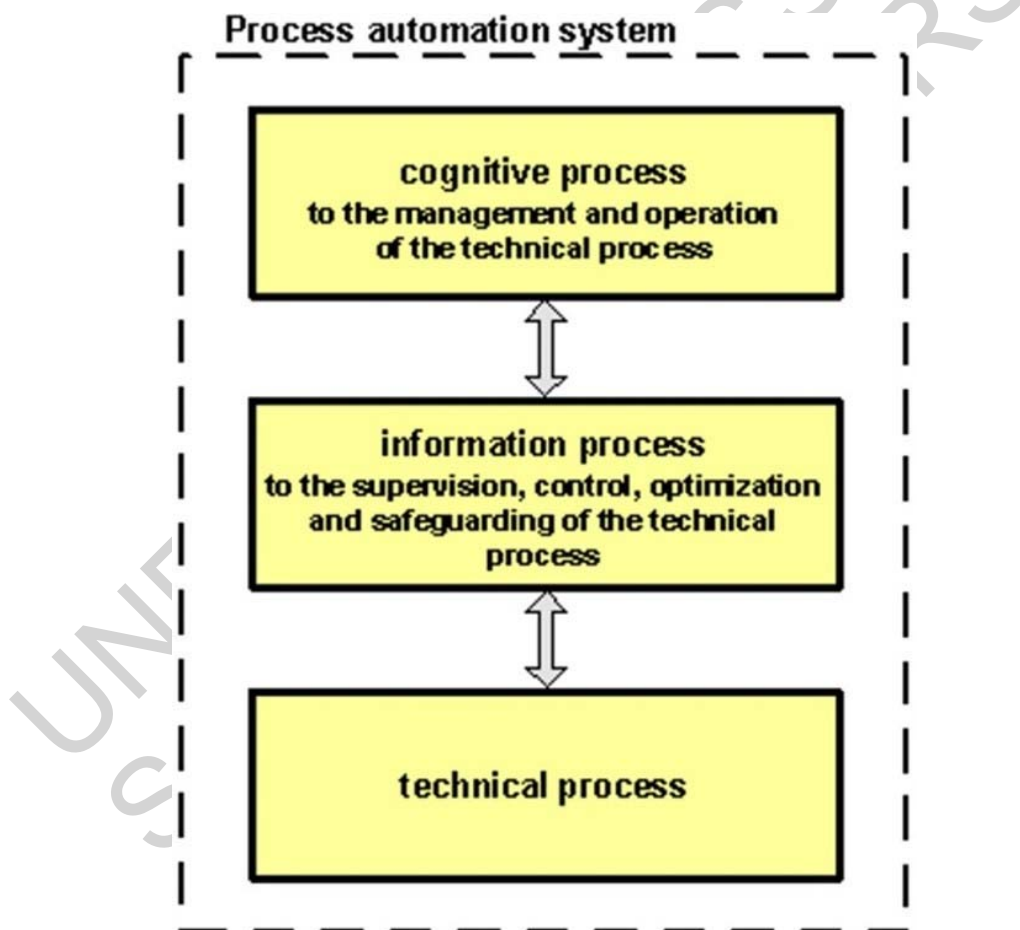 Process automation system
cognitive process
to the management and operation
of the technical process
information process
to the supervision, control, optimization
and safeguarding of the technical
process
technical process